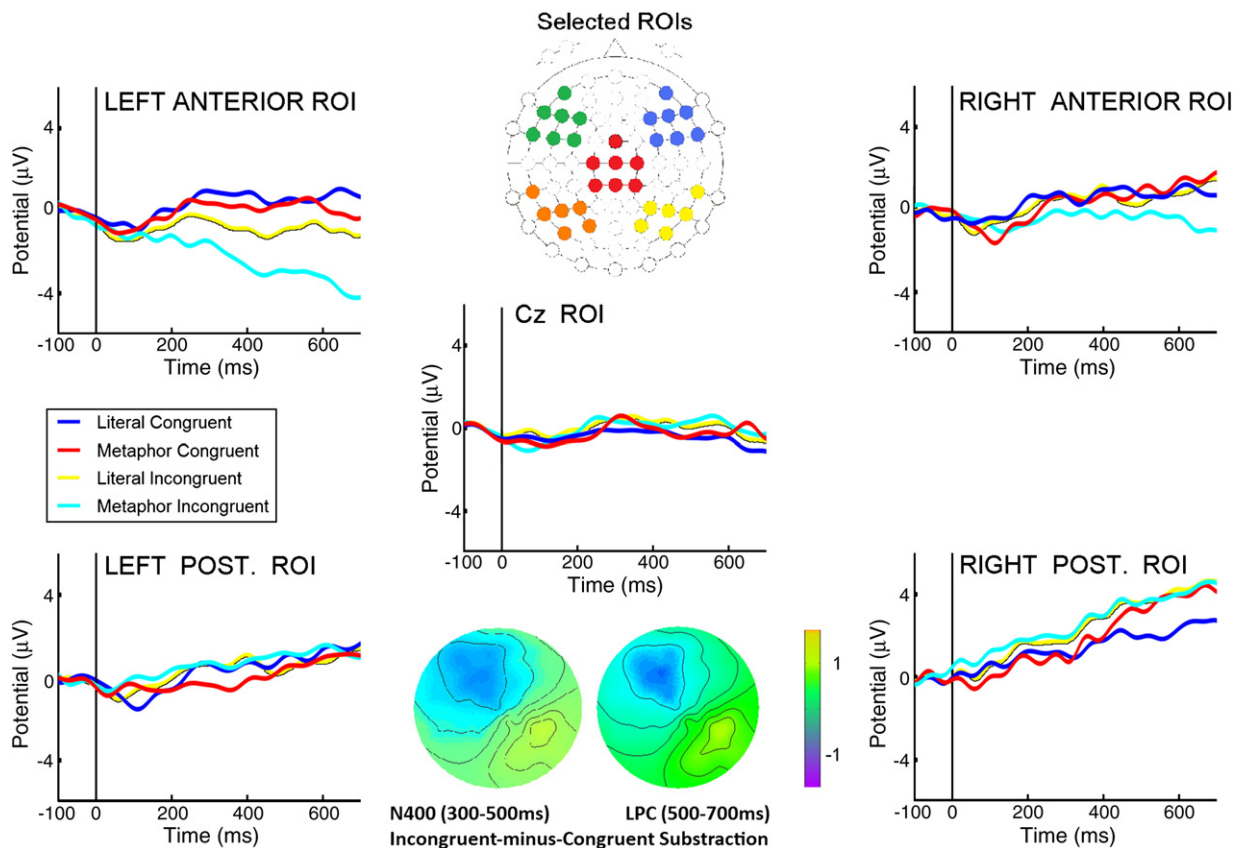 Selected ROIs
LEFT ANTERIOR ROI
4
0
-4
Potential (µV)
-100 0 200 400 600
Time (ms)
RIGHT ANTERIOR ROI
4
0
-4
Potential (µV)
-100 0 200 400 600
Time (ms)
Cz ROI
4
0
-4
Potential (µV)
-100 0 200 400 600
Time (ms)
Literal Congruent
Metaphor Congruent
Literal Incongruent
Metaphor Incongruent
LEFT POST. ROI
4
0
-4
Potential (µV)
-100 0 200 400 600
Time (ms)
1
-1
N400 (300-500ms) LPC (500-700ms)
Incongruent-minus-Congruent Substraction
RIGHT POST. ROI
4
0
-4
Potential (µV)
-100 0 200 400 600
Time (ms)